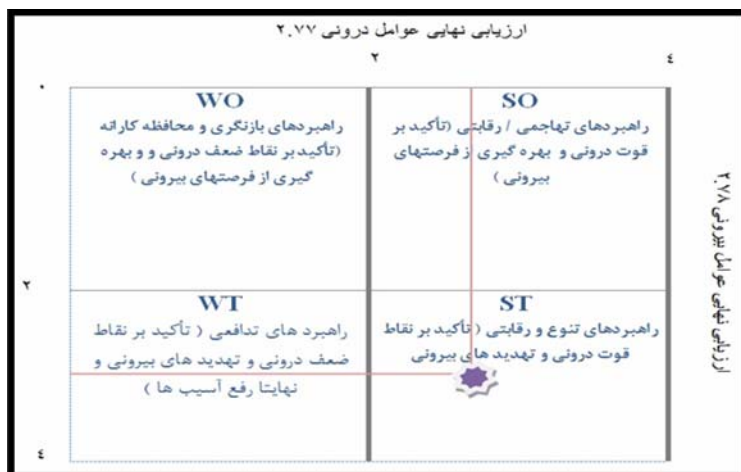 ارزیابی نهایی عوامل درونی ۲.۷۷
۴
۲
۰
SO
راهبردهای تهاجمی / رقابتی (تأکید بر
قوت درونی و بهره گیری از فرصتهای
بیرونی )
WO
راهبردهای بازنگری و محافظه کارانه
(تأکید بر نقاط ضعف درونی و و بهره
گیری از فرصتهای بیرونی )
ارزیابی نهایی عوامل بیرونی ۲.۷۸
۲
ST
راهبردهای تنوع و رقابتی ( تأکید بر نقاط
قوت درونی و تهدید های بیرونی
WT
راهبرد های تدافعی ( تأکید بر نقاط
ضعف درونی و تهدید های بیرونی و
نهایتا رفع آسیب ها )
۴